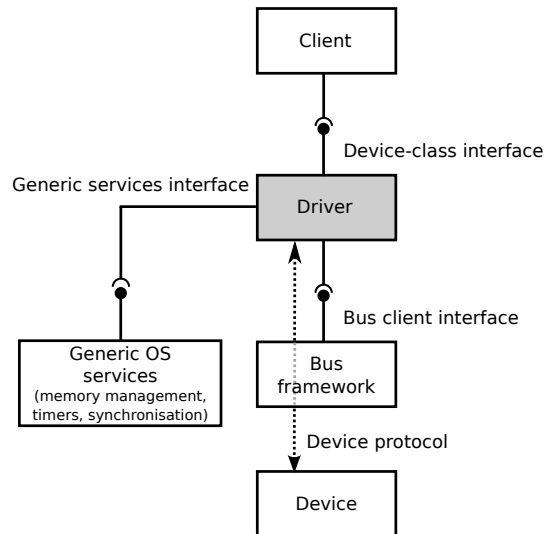 Client
Device-class interface
Generic services interface
Driver
Bus client interface
Generic OS
services
(memory management,
timers, synchronisation)
Bus
framework
Device protocol
Device